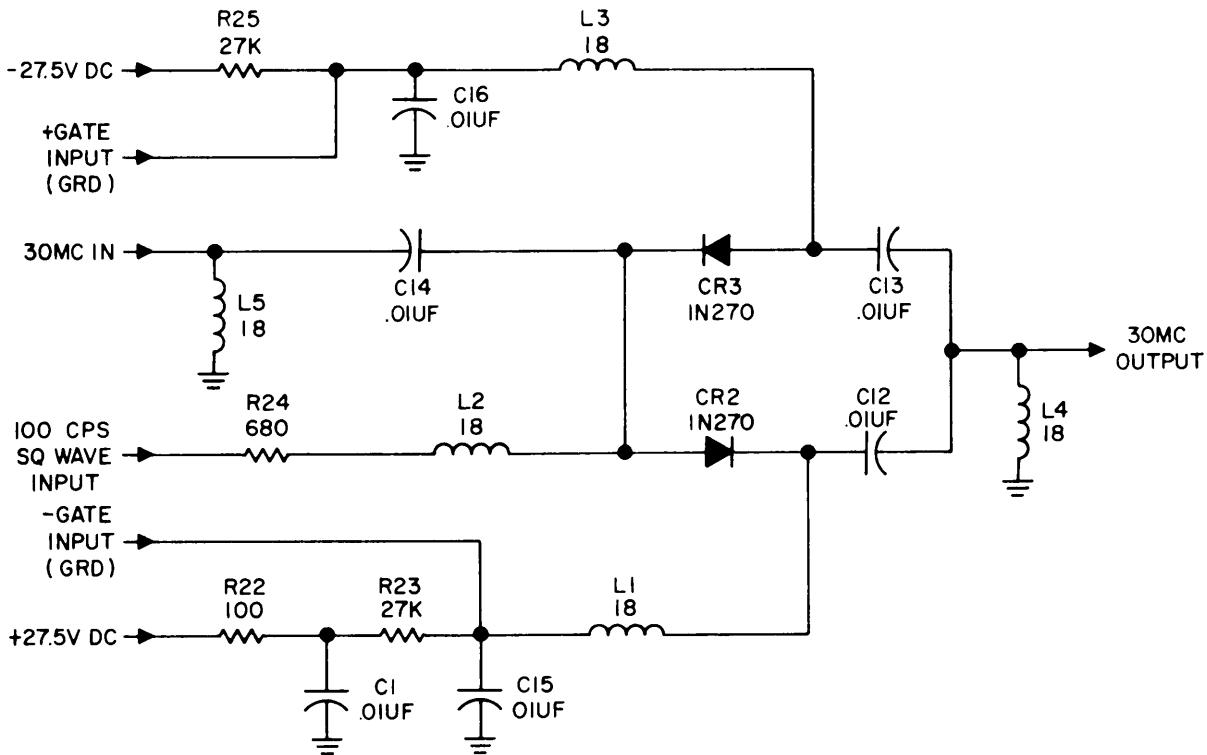 R25
27K
L3
18
-27.5V DC
C16
.01UF
+GATE
INPUT
(GRD)
30MC IN
C14
.01UF
L5
18
CR3
1N270
C13
.01UF
30MC
OUTPUT
R24
680
L2
18
CR2
1N270
C12
.01UF
L4
18
100 CPS
SQ WAVE
INPUT
-GATE
INPUT
(GRD)
R22
100
R23
27K
L1
18
+27.5V DC
C1
.01UF
C15
01UF